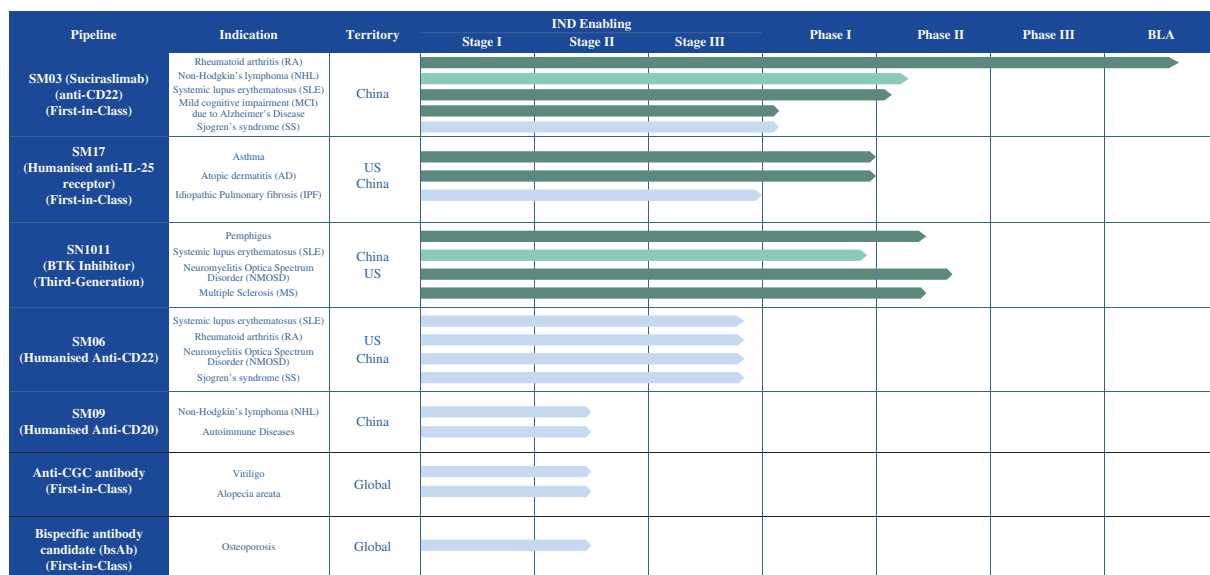 Pipeline
Indication
Territory
IND Enabling
Stage I
Stage II
Stage III
Phase I
Phase II
Phase III
BLA
SM03 (Suciraslimab)
(anti-CD22)
(First-in-Class)
Rheumatoid arthritis (RA)
Non-Hodgkin's lymphoma (NHL)
Systemic lupus erythematosus (SLE)
Mild cognitive impairment (MCI)
due to Alzheimer's Disease
Sjogren's syndrome (SS)
China
SM17
(Humanised anti-IL-25
receptor)
(First-in-Class)
Asthma
Atopic dermatitis (AD)
Idiopathic Pulmonary fibrosis (IPF)
US
China
SN1011
(BTK Inhibitor)
(Third-Generation)
Pemphigus
Systemic lupus erythematosus (SLE)
Neuromyelitis Optica Spectrum
Disorder (NMOSD)
Multiple Sclerosis (MS)
China
US
SM06
(Humanised Anti-CD22)
Systemic lupus erythematosus (SLE)
Rheumatoid arthritis (RA)
Neuromyelitis Optica Spectrum
Disorder (NMOSD)
Sjogren's syndrome (SS)
US
China
SM09
(Humanised Anti-CD20)
Non-Hodgkin's lymphoma (NHL)
Autoimmune Diseases
China
Anti-CGC antibody
(First-in-Class)
Vitiligo
Alopecia areata
Global
Bispecific antibody
candidate (bsAb)
(First-in-Class)
Osteoporosis
Global